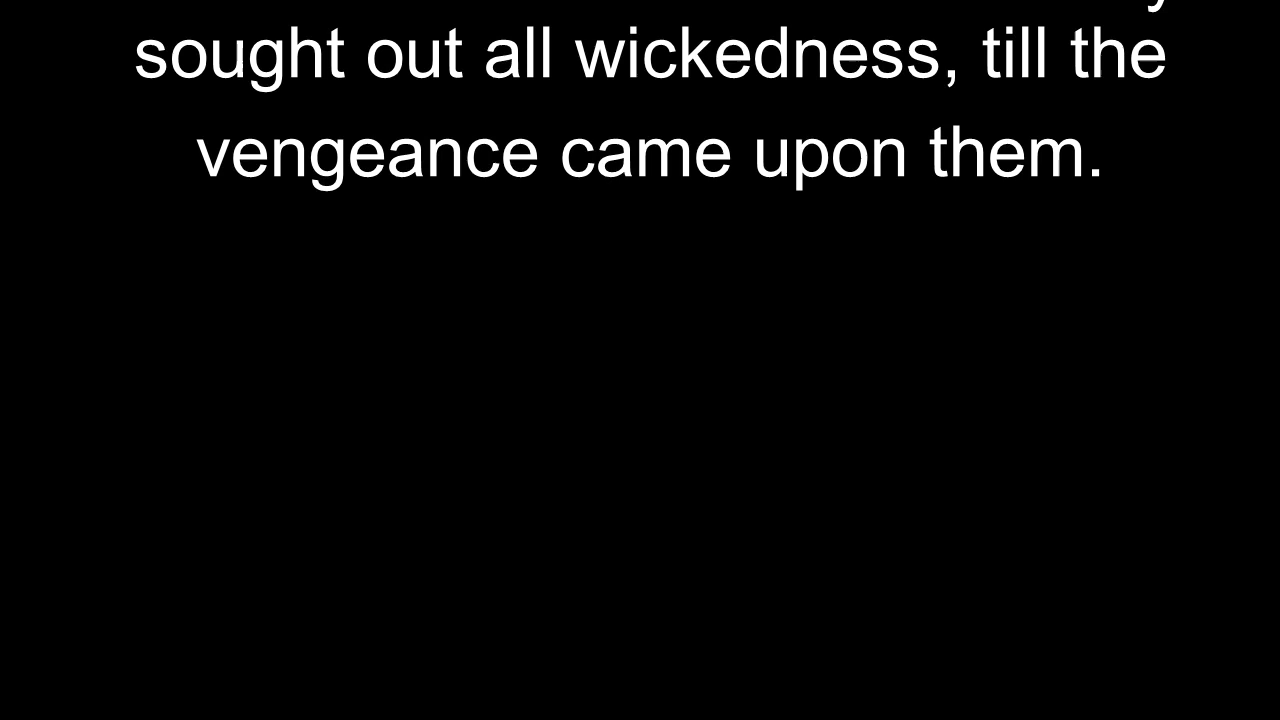 sought out all wickedness, till the
vengeance came upon them.